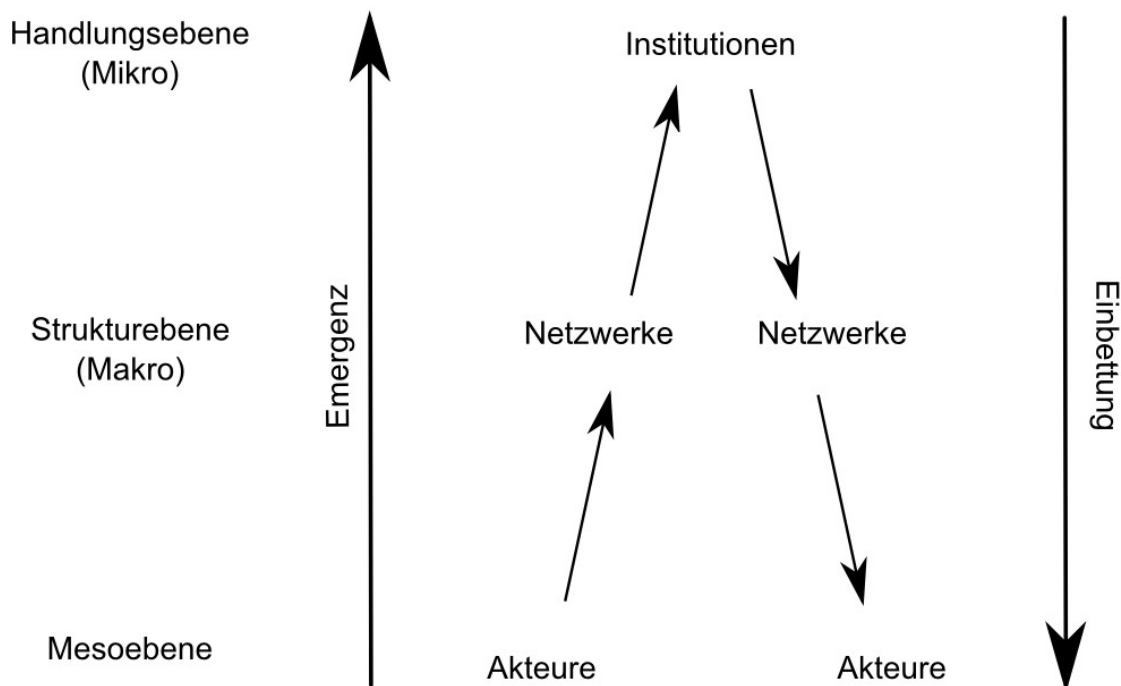 Handlungsebene
(Mikro)
Institutionen
Emergenz
Einbettung
Strukturebene
(Makro)
Netzwerke
Netzwerke
Mesoebene
Akteure
Akteure